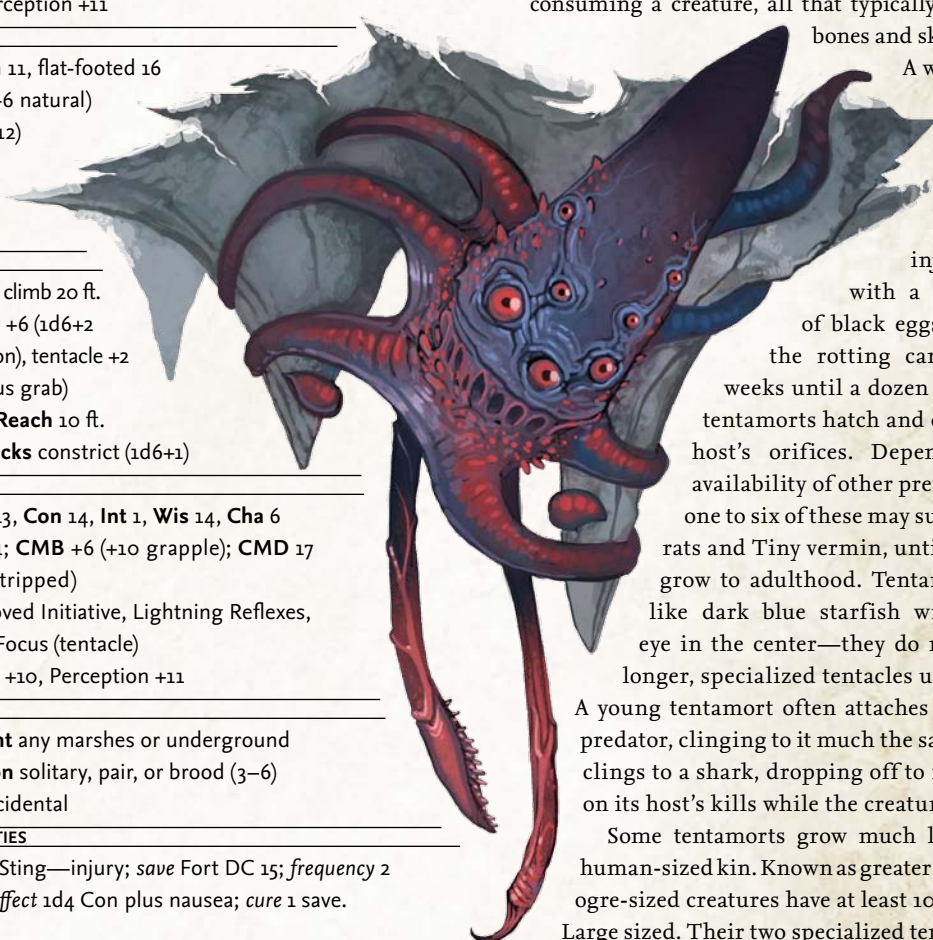 ception +11
11, flat-footed 16
6 natural)
12)
climb 20 ft.
+6 (1d6+2
on), tentacle +2
us grab)
Reach 10 ft.
cks constrict (1d6+1)
13, Con 14, Int 1, Wis 14, Cha 6
; CMB +6 (+10 grapple); CMD 17
tripped)
oved Initiative, Lightning Reflexes,
Focus (tentacle)
+10, Perception +11
nt any marshes or underground
on solitary, pair, or brood (3–6)
cidental
TIES
Sting—injury; save Fort DC 15; frequency 2
ffect 1d4 Con plus nausea; cure 1 save.
consuming a creature, all that typically
bones and sk
A w
inj
with a
of black eggs
the rotting car
weeks until a dozen
tentamorts hatch and
host’s orifices. Depen
availability of other pre
one to six of these may su
rats and Tiny vermin, unti
grow to adulthood. Tentar
like dark blue starfish wi
eye in the center—they do
longer, specialized tentacles u
A young tentamort often attaches
predator, clinging to it much the sa
clings to a shark, dropping off to
on its host’s kills while the creatur
Some tentamorts grow much l
human-sized kin. Known as greater
ogre-sized creatures have at least 10
Large sized. Their two specialized ten